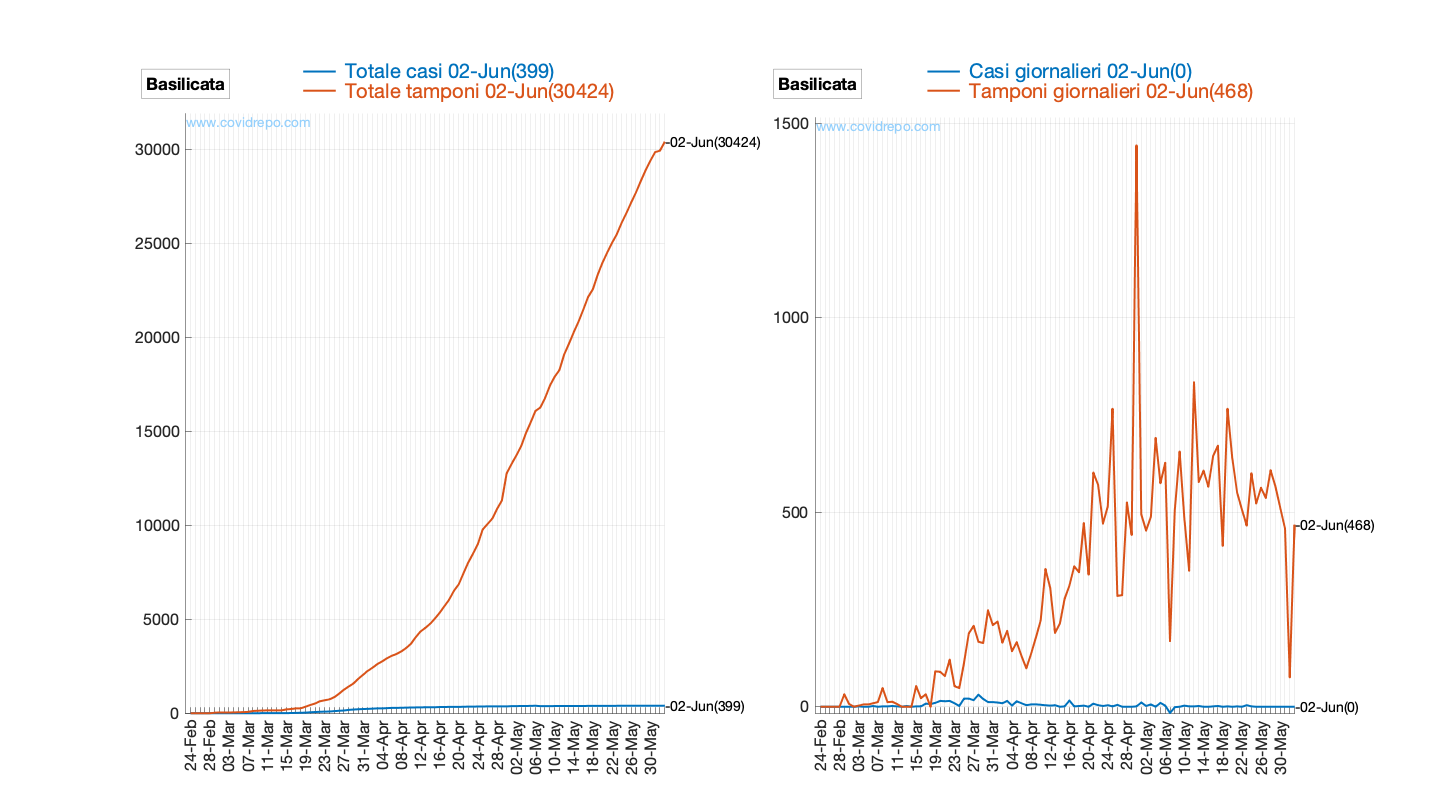 Basilicata
Totale casi 02-Jun(399)
Totale tamponi 02-Jun(30424)
www.covidrepo.com
30000
25000
20000
15000
10000
5000
0
02-Jun(30424)
02-Jun(399)
24-Feb
28-Feb
03-Mar
07-Mar
11-Mar
15-Mar
19-Mar
23-Mar
27-Mar
31-Mar
04-Apr
08-Apr
12-Apr
16-Apr
20-Apr
24-Apr
28-Apr
02-May
06-May
10-May
14-May
18-May
22-May
26-May
30-May
Basilicata
Casi giornalieri 02-Jun(0)
Tamponi giornalieri 02-Jun(468)
www.covidrepo.com
1500
1000
500
0
02-Jun(468)
02-Jun(0)
24-Feb
28-Feb
03-Mar
07-Mar
11-Mar
15-Mar
19-Mar
23-Mar
27-Mar
31-Mar
04-Apr
08-Apr
12-Apr
16-Apr
20-Apr
24-Apr
28-Apr
02-May
06-May
10-May
14-May
18-May
22-May
26-May
30-May